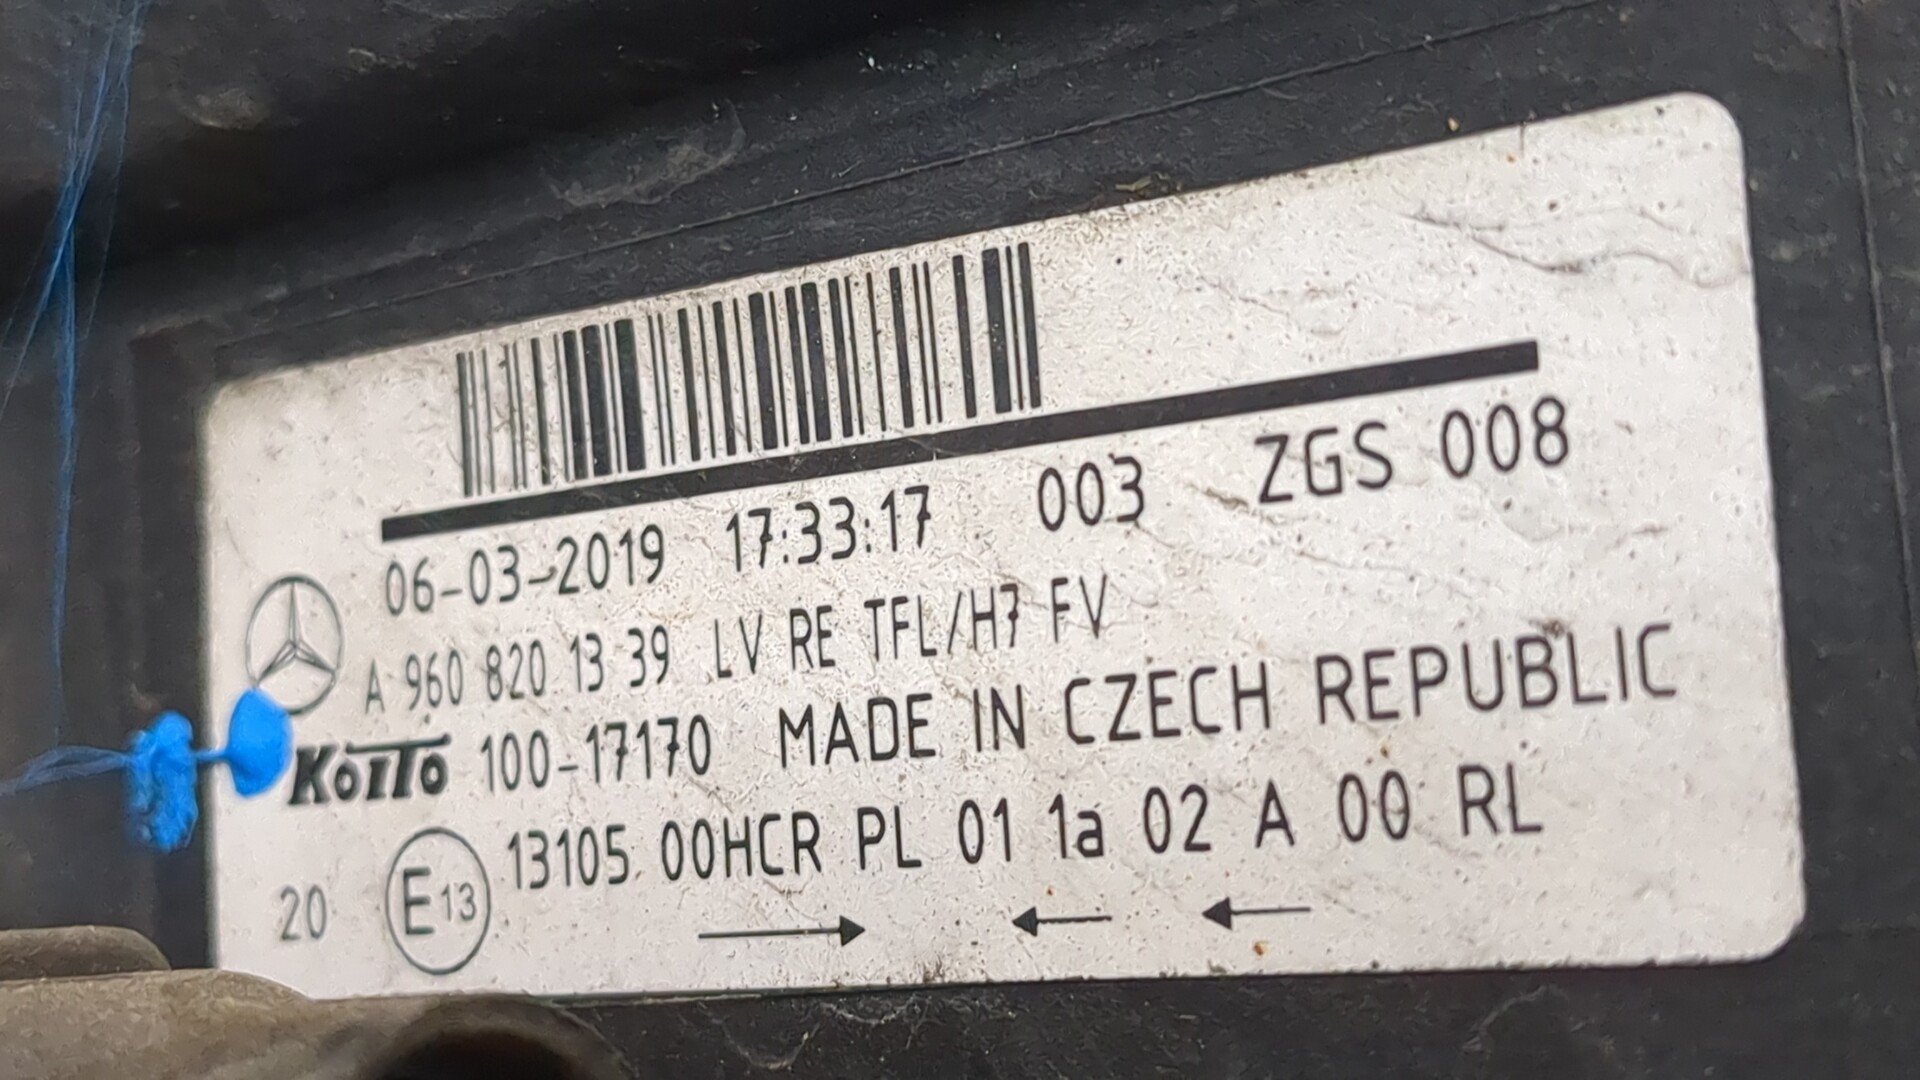 06-03-2019 17:33:17 003 ZGS 008
A 960 820 13 39 LV RE TFL/H7 FV
KOITO 100-17170 MADE IN CZECH REPUBLIC
20 E13 13105 00HCR PL 01 1a 02 A 00 RL